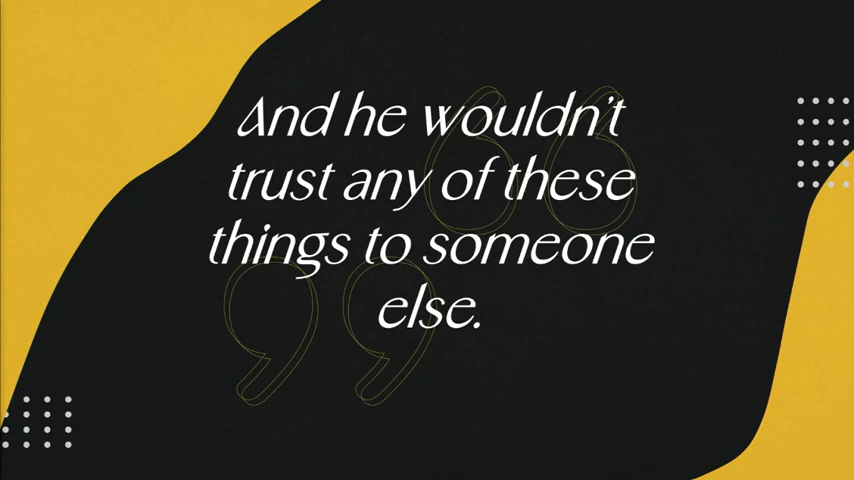 And he wouldn't
trust any of these
things to someone
else.